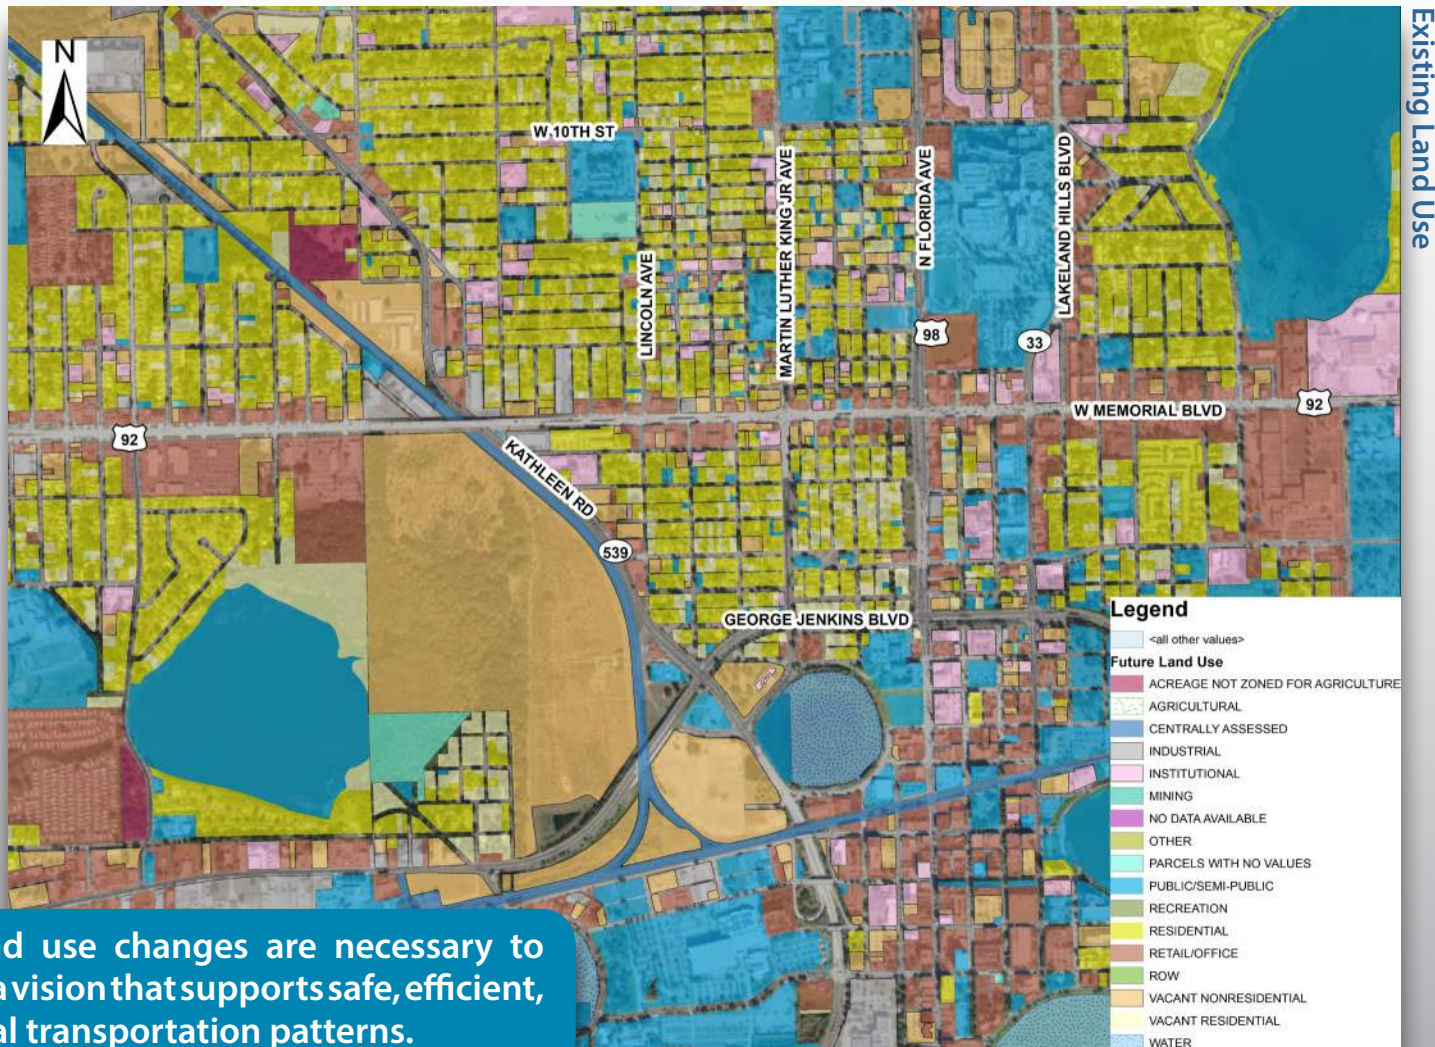 Existing Land Use
N
W 10TH ST
LINCOLN AVE
MARTIN LUTHER KING JR AVE
N FLORIDA AVE
LAKELAND HILLS BLVD
98
33
92
W MEMORIAL BLVD
92
KATHLEEN RD
539
GEORGE JENKINS BLVD
Legend
<all other values>
Future Land Use
ACREAGE NOT ZONED FOR AGRICULTURE
AGRICULTURAL
CENTRALLY ASSESSED
INDUSTRIAL
INSTITUTIONAL
MINING
NO DATA AVAILABLE
OTHER
PARCELS WITH NO VALUES
PUBLIC/SEMI-PUBLIC
RECREATION
RESIDENTIAL
RETAIL/OFFICE
ROW
VACANT NONRESIDENTIAL
VACANT RESIDENTIAL
WATER
use changes are necessary to
a vision that supports safe, efficient,
transportation patterns.